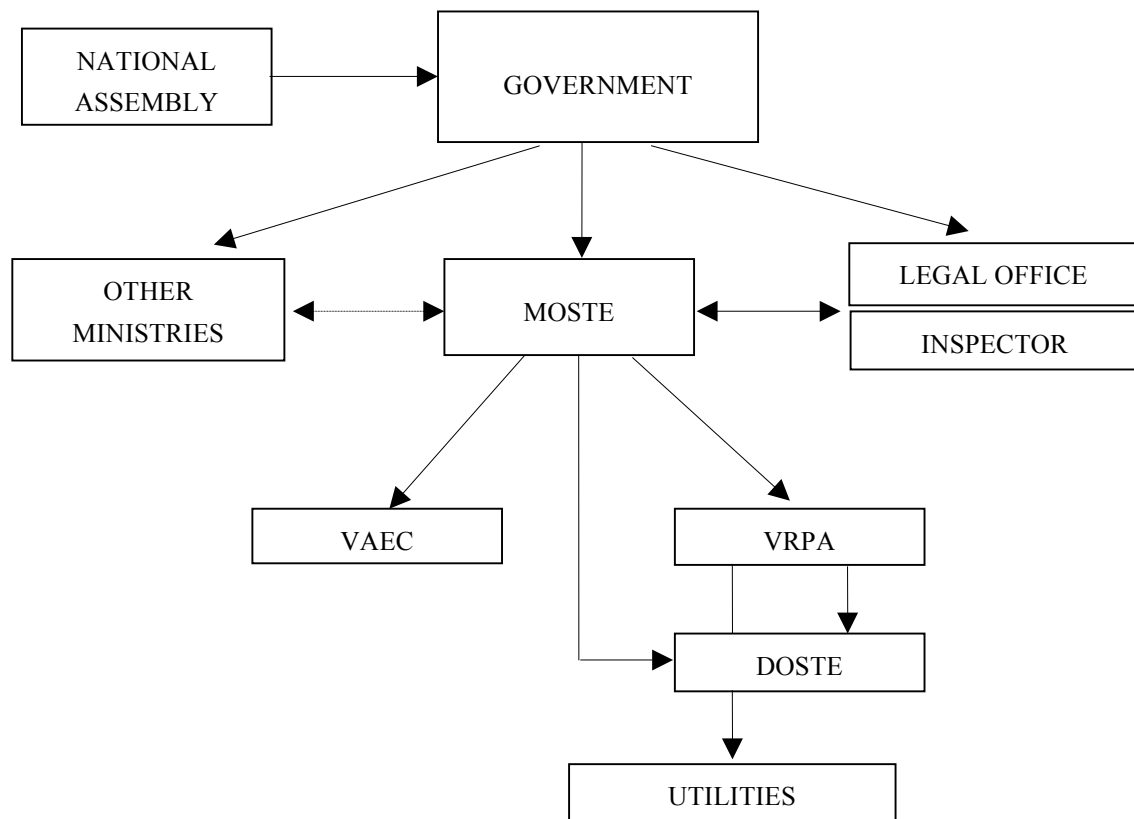 NATIONAL
ASSEMBLY
GOVERNMENT
OTHER
MINISTRIES
MOSTE
LEGAL OFFICE
INSPECTOR
VAEC
VRPA
DOSTE
UTILITIES